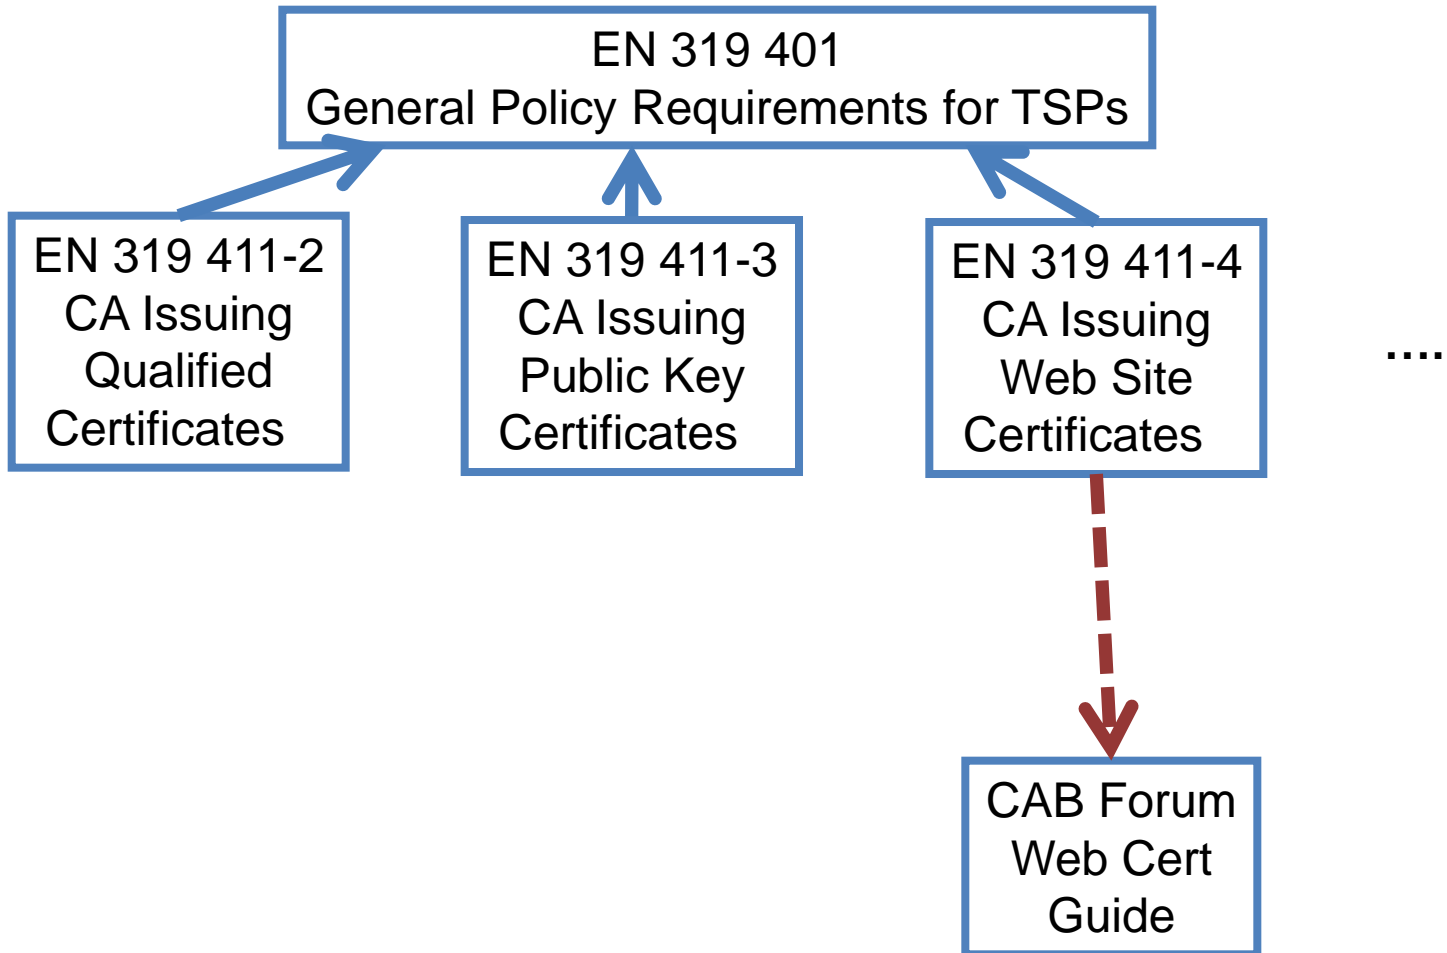 EN 319 401
General Policy Requirements for TSPs
EN 319 411-2
CA Issuing
Qualified
Certificates
EN 319 411-3
CA Issuing
Public Key
Certificates
EN 319 411-4
CA Issuing
Web Site
Certificates
....
CAB Forum
Web Cert
Guide